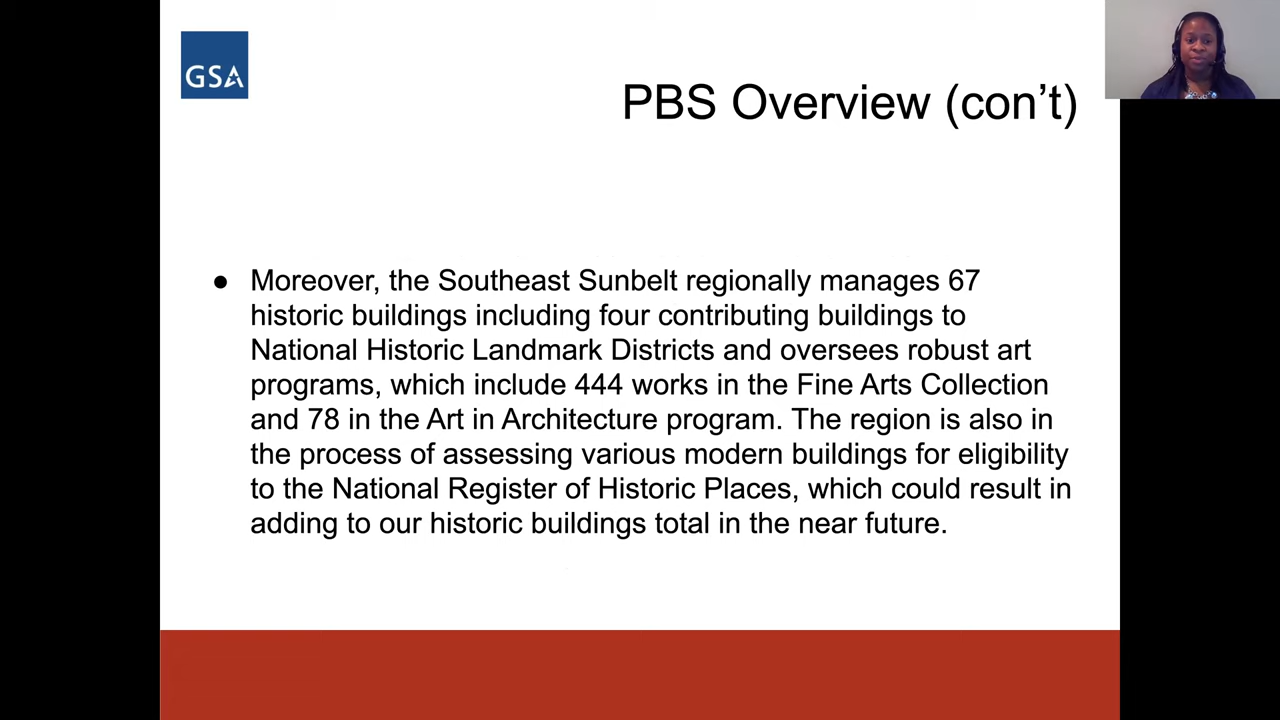 GSA
PBS Overview (con’t)
● Moreover, the Southeast Sunbelt regionally manages 67
historic buildings including four contributing buildings to
National Historic Landmark Districts and oversees robust art
programs, which include 444 works in the Fine Arts Collection
and 78 in the Art in Architecture program. The region is also in
the process of assessing various modern buildings for eligibility
to the National Register of Historic Places, which could result in
adding to our historic buildings total in the near future.